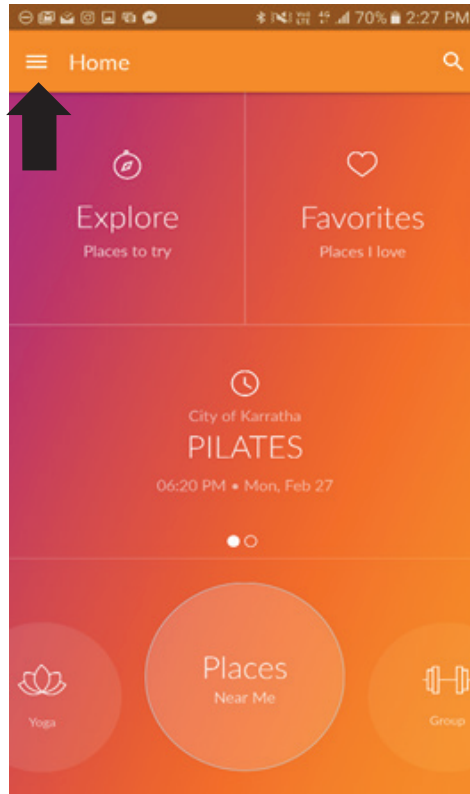 70% 2:27 PM
Home
Explore
Places to try
Favorites
Places I love
City of Karratha
PILATES
06:20 PM • Mon, Feb 27
Places
Near Me
Yoga
Group